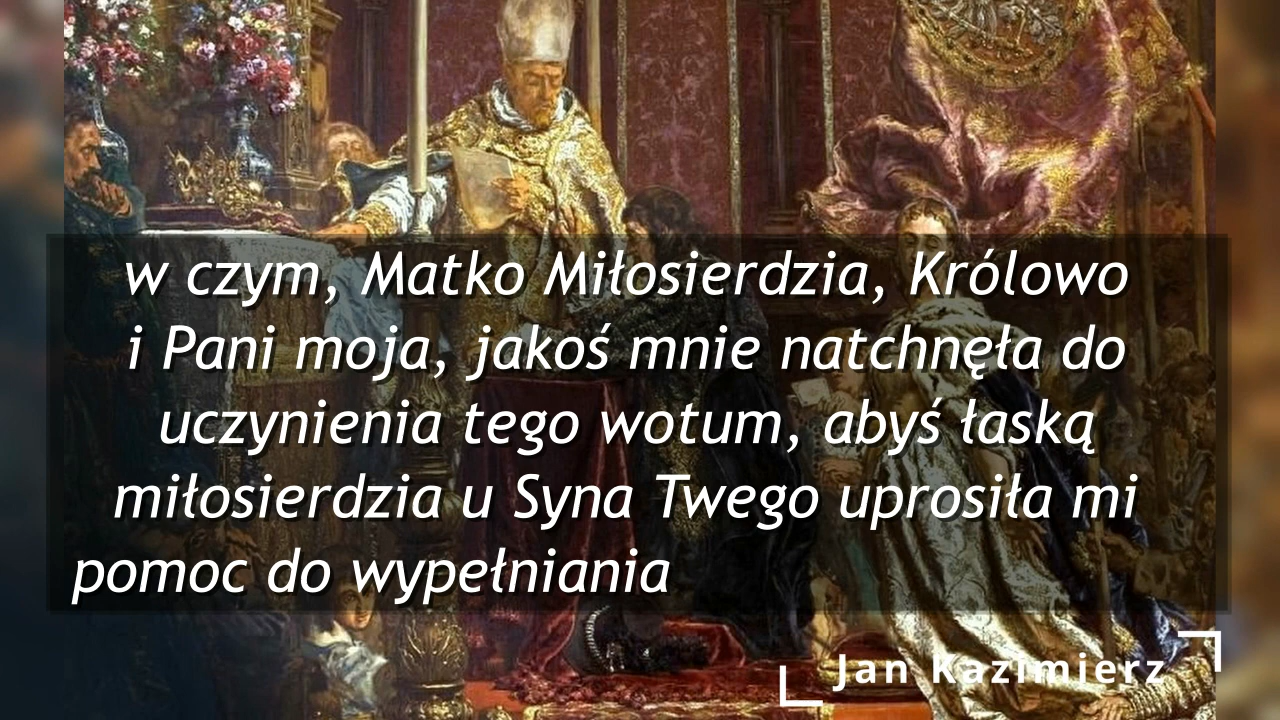 w czym, Matko Miłosierdzia, Królowo
i Pani moja, jakoś mnie natchnęła do
uczynienia tego wotum, abyś łaską
miłosierdzia u Syna Twego uprosiła mi
pomoc do wypełniania
Jan Kazimierz